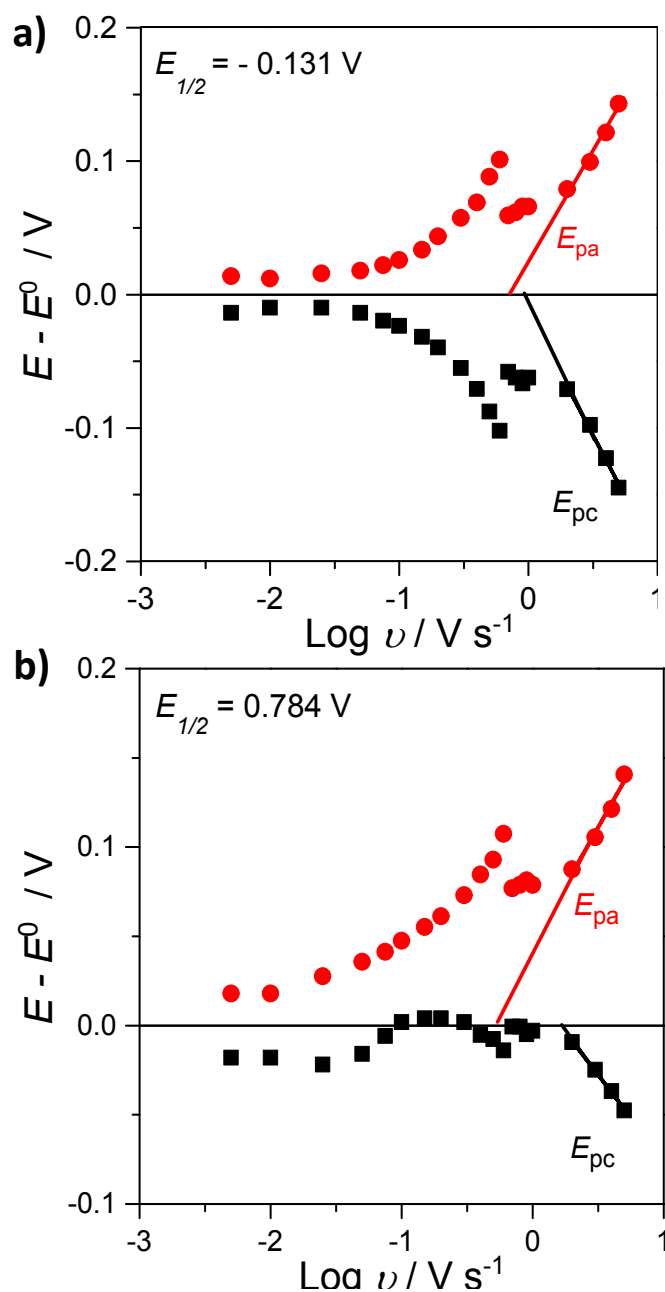 a)
E1/2 = - 0.131 V
0.2
0.1
0.0
-0.1
-0.2
E - E0 / V
Epa
Epc
-3
-2
-1
0
1
Log υ / V s-1
b)
E1/2 = 0.784 V
0.2
0.1
0.0
-0.1
E - E0 / V
Epa
Epc
-3
-2
-1
0
1
Log υ / V s-1